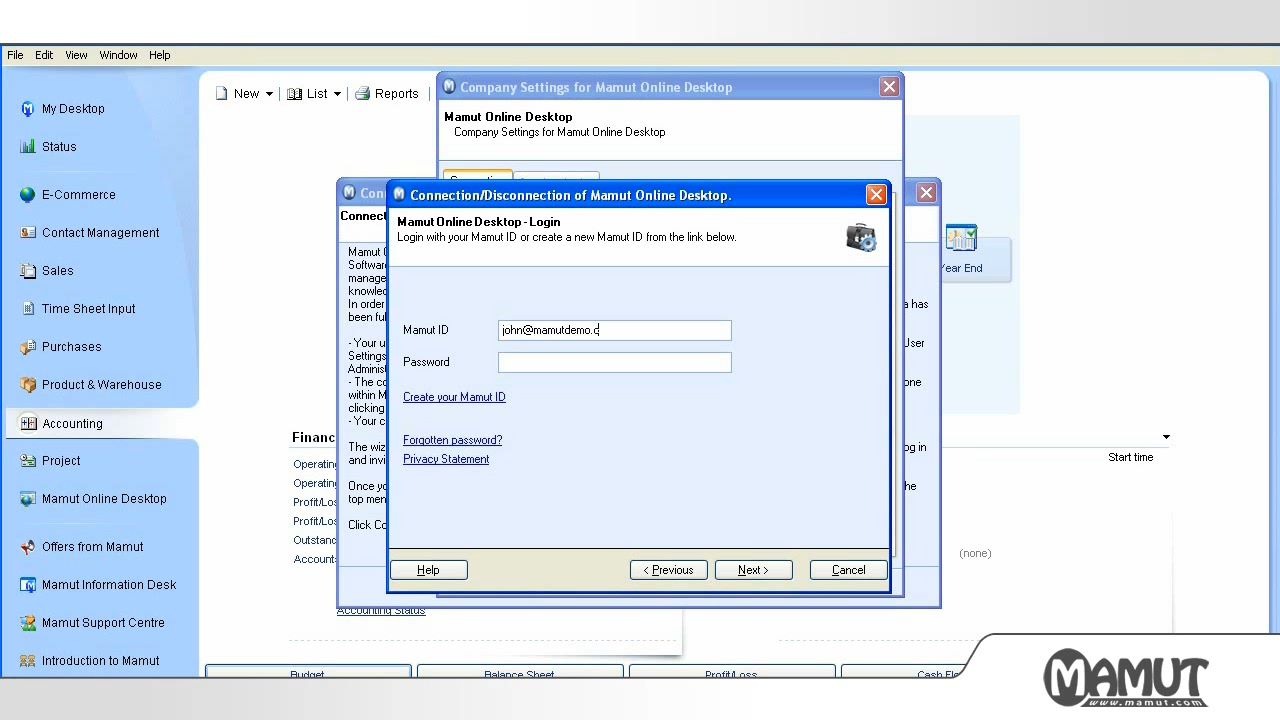 File Edit View Window Help
My Desktop
Status
E-Commerce
Contact Management
Sales
Time Sheet Input
Purchases
Product & Warehouse
Accounting
Project
Mamut Online Desktop
Offers from Mamut
Mamut Information Desk
Mamut Support Centre
Introduction to Mamut
New List Reports
Company Settings for Mamut Online Desktop
Mamut Online Desktop
Company Settings for Mamut Online Desktop
Connection/Disconnection of Mamut Online Desktop.
Mamut Online Desktop - Login
Login with your Mamut ID or create a new Mamut ID from the link below.
Mamut ID john@mamutdemo.c
Password
Create your Mamut ID
Forgotten password?
Privacy Statement
Help < Previous Next > Cancel
Year End
Start time
(none)
Accounting Status
Budget Balance Sheet Profit/Loss
MAMUT
www.mamut.com